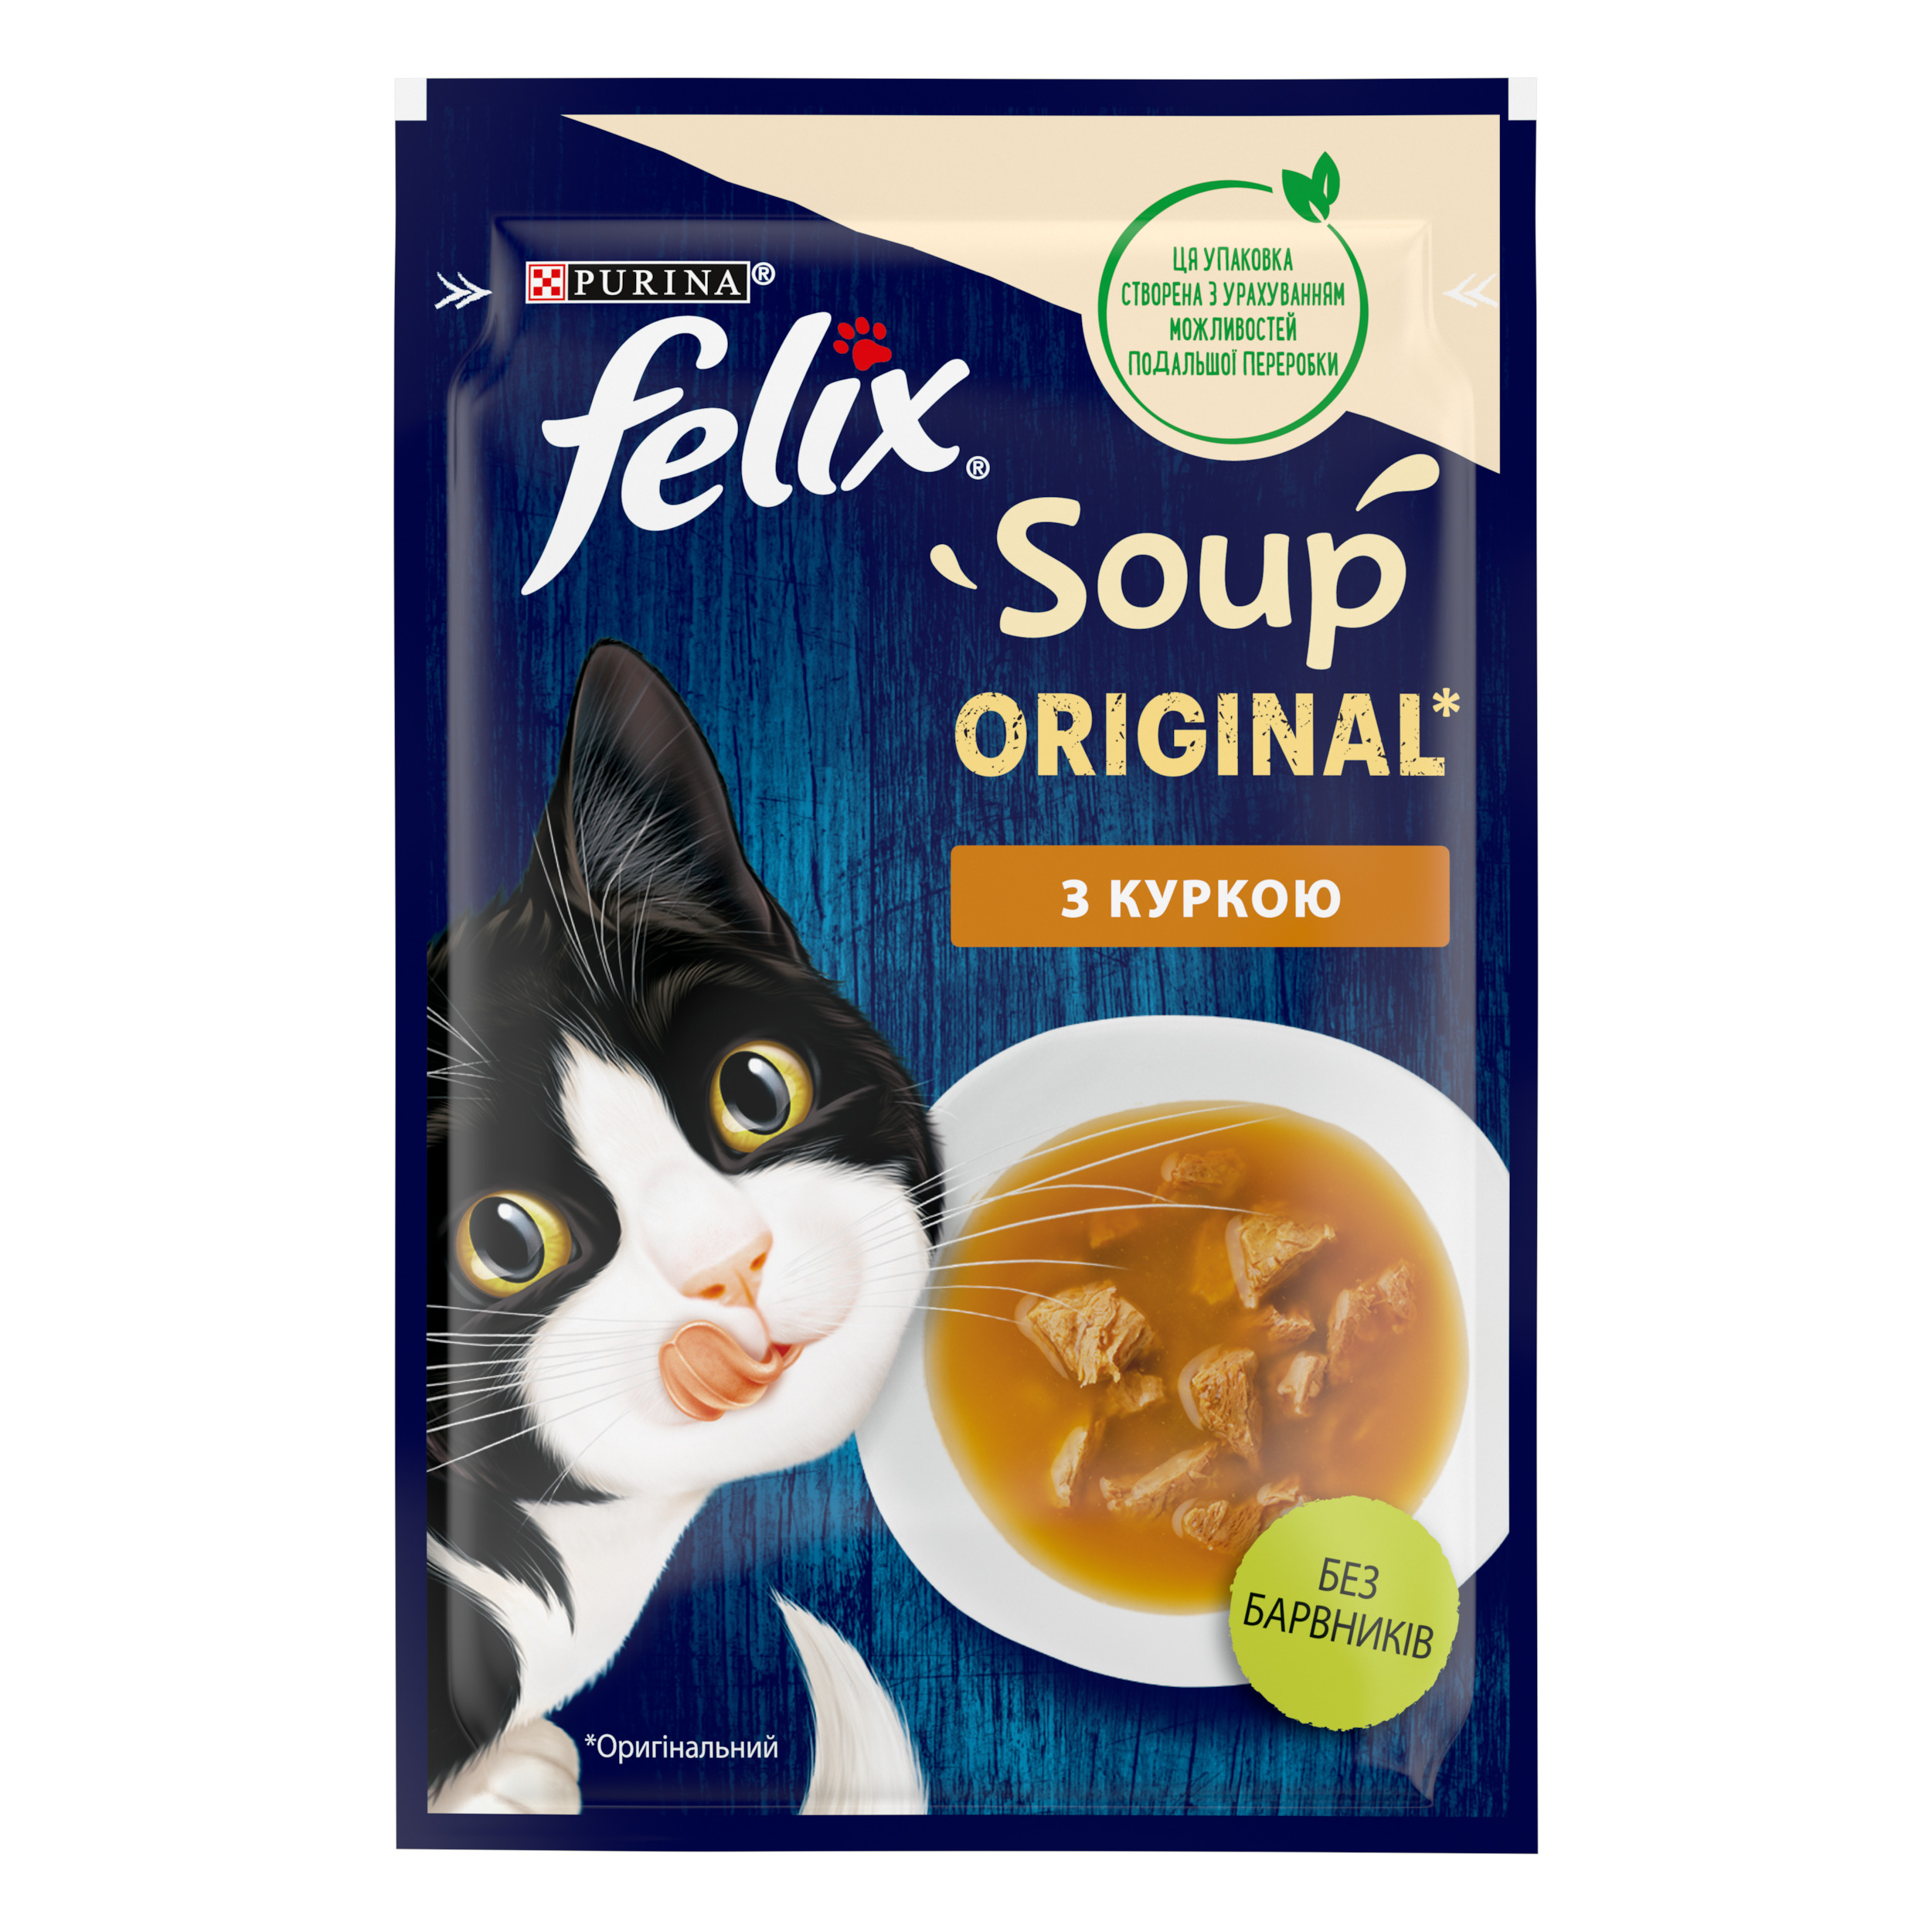 PURINA®
felix®
ЦЯ УПАКОВКА
СТВОРЕНА З УРАХУВАННЯМ
МОЖЛИВОСТЕЙ
ПОДАЛЬШОЇ ПЕРЕРОБКИ
Soup
ORIGINAL*
З КУРКОЮ
БЕЗ
БАРВНИКІВ
*Оригінальний